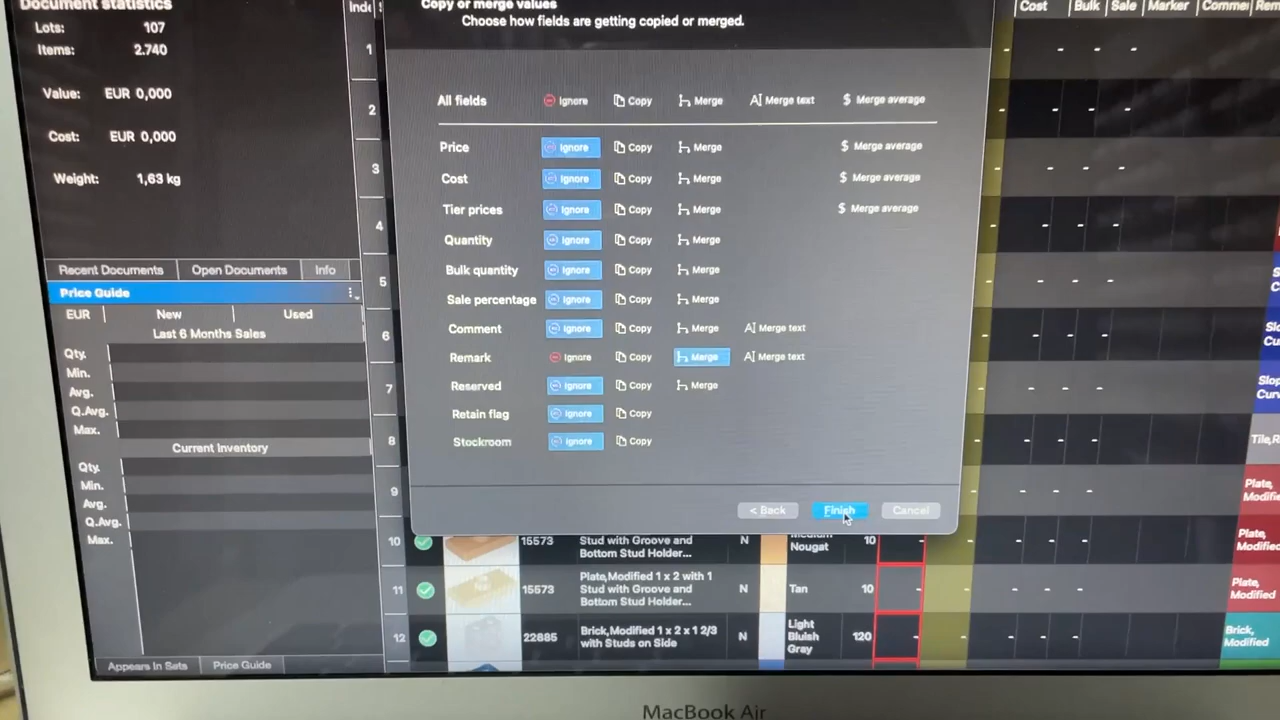 Document statistics
Lots: 107
Items: 2.740
Value: EUR 0,000
Cost: EUR 0,000
Weight: 1,63 kg
Recent Documents Open Documents Info
Price Guide
EUR New Used
Last 6 Months Sales
Qty.
Min.
Avg.
Q.Avg.
Max.
Current Inventory
Qty.
Min.
Avg.
Q.Avg.
Max.
Appears In Sets Price Guide
Copy or merge values
Choose how fields are getting copied or merged.
All fields Ignore Copy Merge Merge text $ Merge average
Price Ignore Copy Merge $ Merge average
Cost Ignore Copy Merge $ Merge average
Tier prices Ignore Copy Merge $ Merge average
Quantity Ignore Copy Merge
Bulk quantity Ignore Copy Merge
Sale percentage Ignore Copy Merge
Comment Ignore Copy Merge Merge text
Remark Ignore Copy Merge Merge text
Reserved Ignore Copy Merge
Retain flag Ignore Copy
Stockroom Ignore Copy
< Back Finish Cancel
Cost Bulk Sale Marker
1
2
3
4
5
6
7
8
9
10 15573 Stud with Groove and Bottom Stud Holder... N Medium Nougat 10
11 15573 Plate,Modified 1 x 2 with 1 Stud with Groove and Bottom Stud Holder... N Tan 10
12 22885 Brick,Modified 1 x 2 x 1 2/3 with Studs on Side N Light Bluish Gray 120
Plate,
Modified
Brick,
Modified
MacBook Air